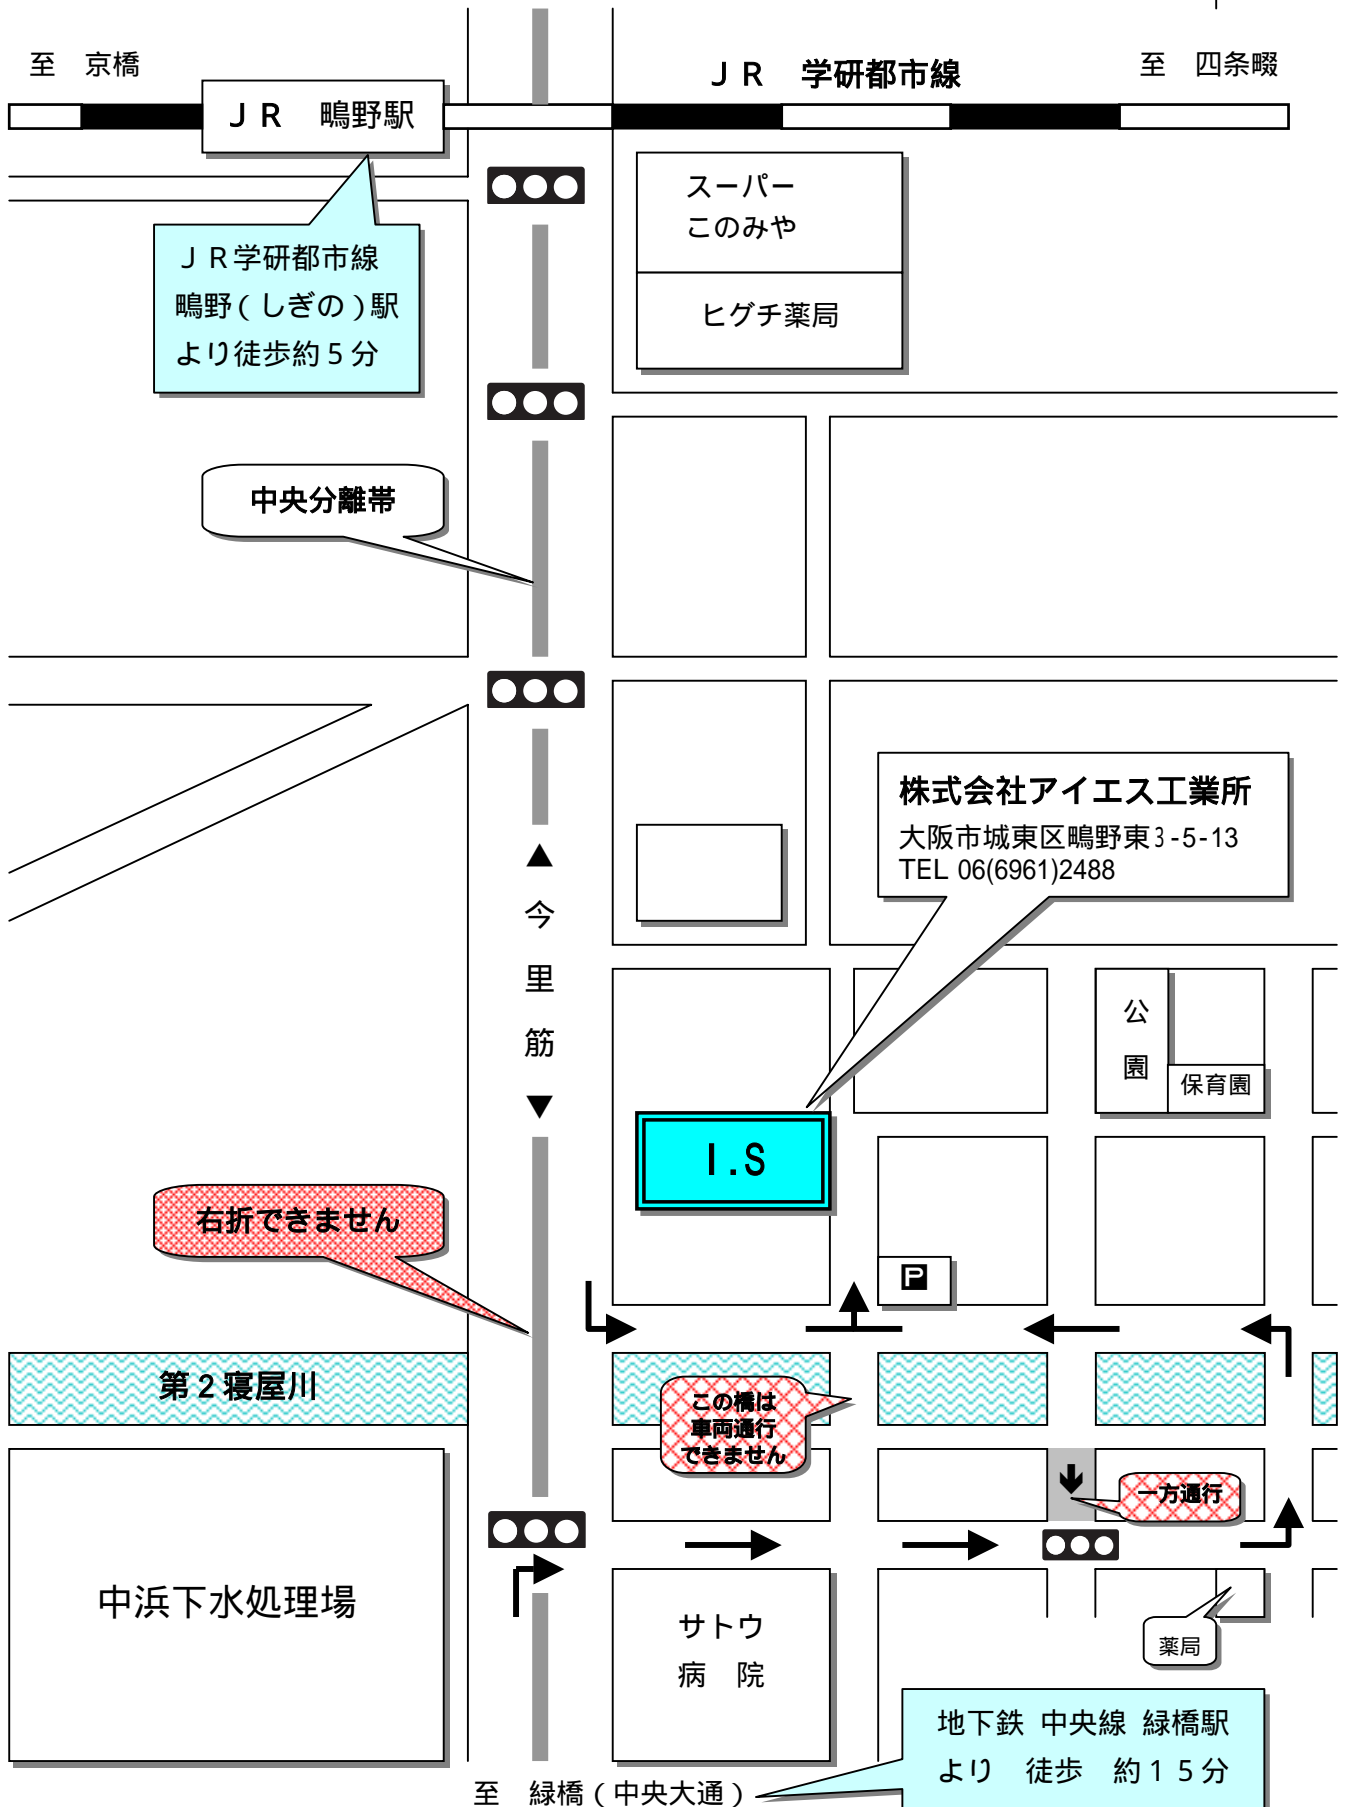 至　京橋
ＪＲ　学研都市線
至　四条畷
ＪＲ　鴫野駅
スーパー
このみや
ヒグチ薬局
ＪＲ学研都市線
鴫野(しぎの)駅
より徒歩約５分
中央分離帯
株式会社アイエス工業所
大阪市城東区鴫野東3-5-13
TEL 06(6961)2488
▲
今
里
筋
▼
公
園
保育園
I.S
右折できません
P
第２寝屋川
この橋は
車両通行
できません
一方通行
中浜下水処理場
サトウ
病　院
薬局
地下鉄 中央線 緑橋駅
より　徒歩　約１５分
至　緑橋(中央大通)